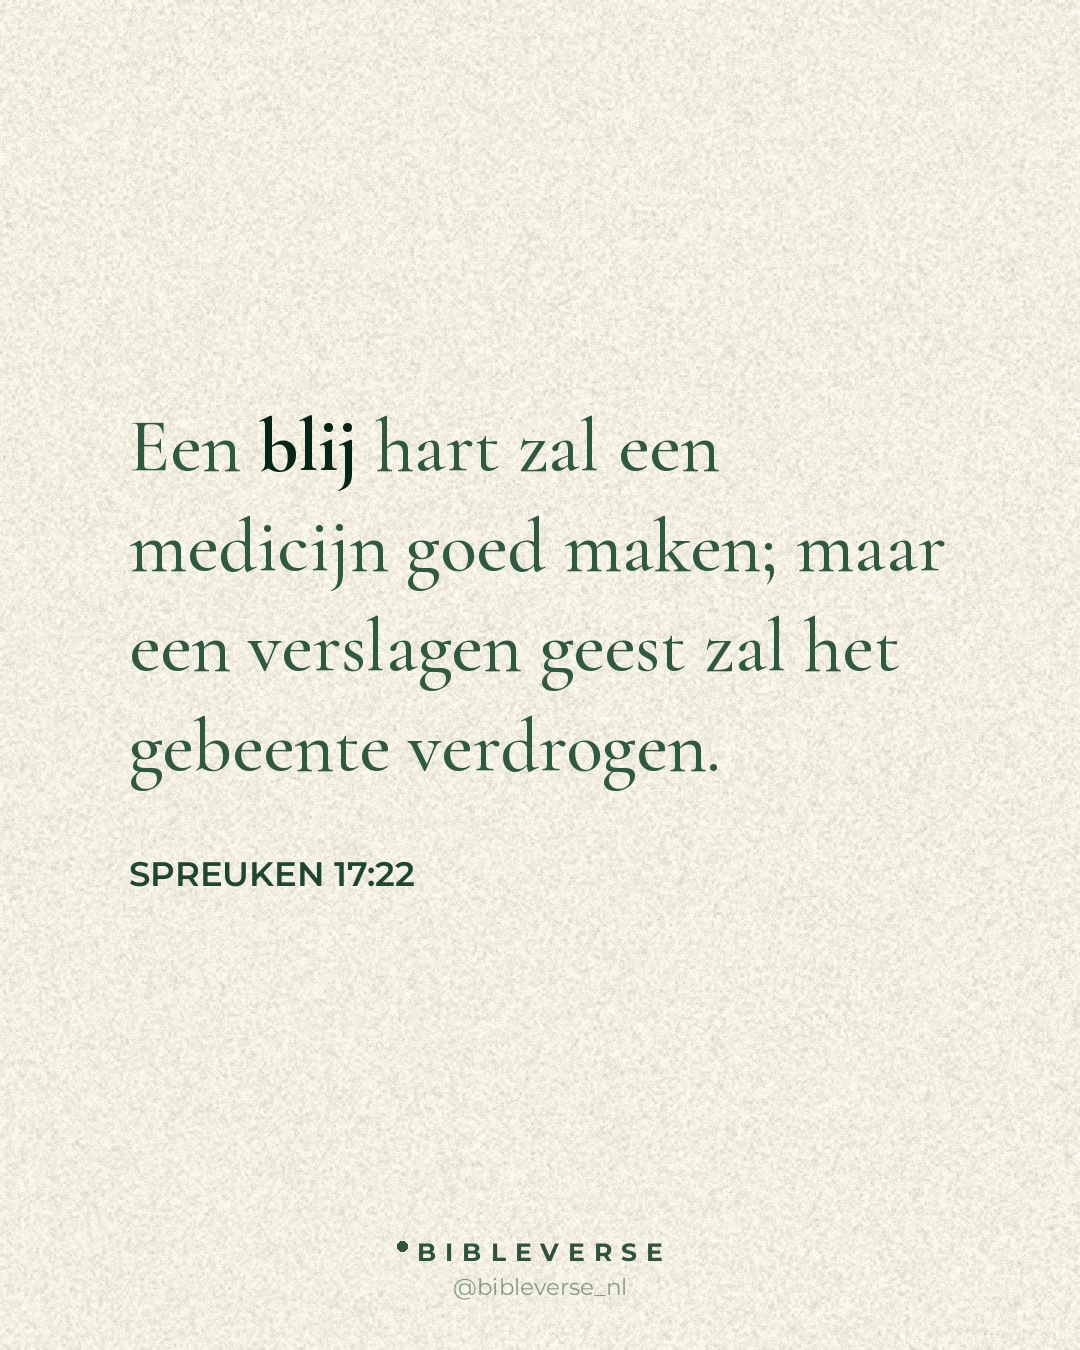 Een blij hart zal een
medicijn goed maken; maar
een verslagen geest zal het
gebeente verdrogen.
SPREUKEN 17:22
BIBLEVERSE
@bibleverse_nl